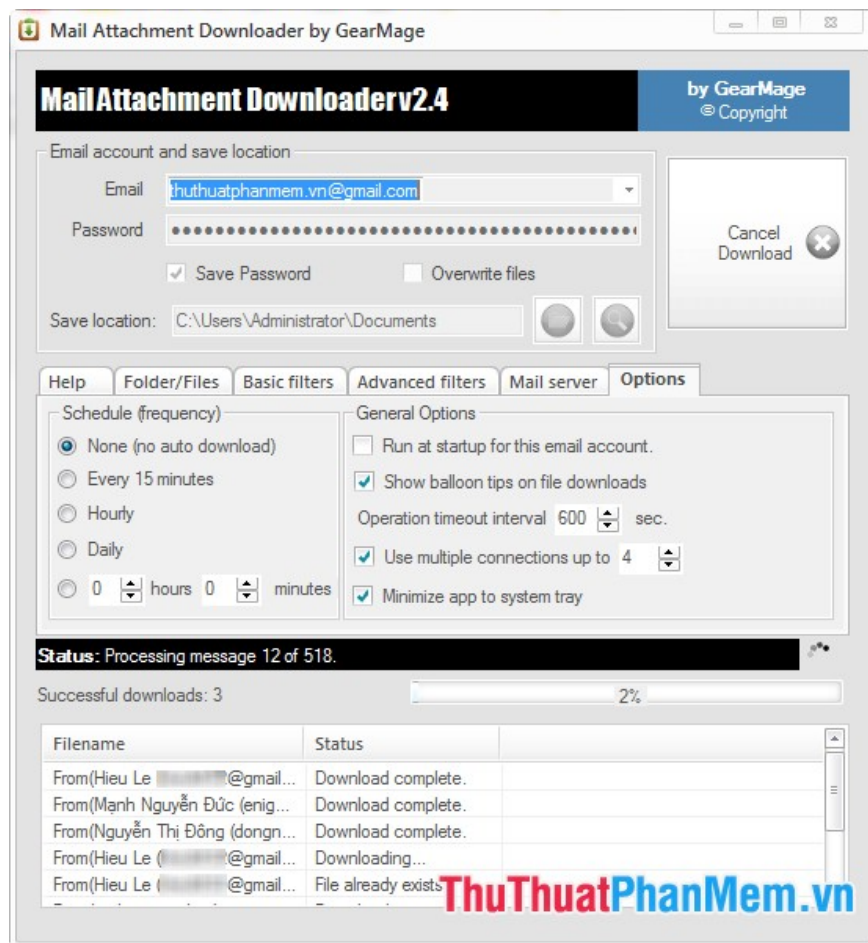 Mail Attachment Downloader by GearMage
Mail Attachment Downloader v2.4
by GearMage
© Copyright
Email account and save location
Email thuthuatphanmem.vn@gmail.com
Password
Save Password Overwrite files
Cancel
Download
Save location: C:\Users\Administrator\Documents
Help Folder/Files Basic filters Advanced filters Mail server Options
Schedule (frequency)
None (no auto download)
Every 15 minutes
Hourly
Daily
0 hours 0 minutes
General Options
Run at startup for this email account.
Show balloon tips on file downloads
Operation timeout interval 600 sec.
Use multiple connections up to 4
Minimize app to system tray
Status: Processing message 12 of 518.
Successful downloads: 3 2%
Filename Status
From(Hieu Le @gmail... Download complete.
From(Mạnh Nguyễn Đức (enig... Download complete.
From(Nguyễn Thị Đông (dongn... Download complete.
From(Hieu Le ( @gmail... Downloading...
From(Hieu Le ( @gmail... File already exists
ThuThuatPhanMem.vn